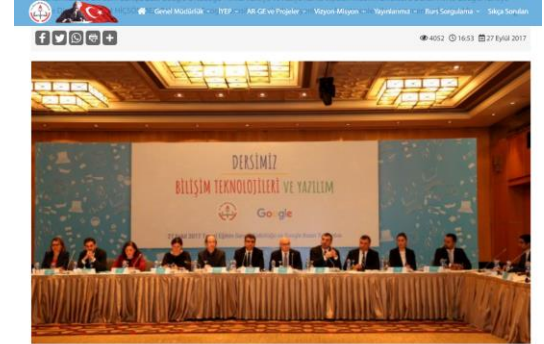 Genel Müdürlük İYEP AR-GE ve Projeler Vizyon-Misyon Yayınlarımız Burs Sorgulama Sıkça Sorulan
4052 16:53 27 Eylül 2017
DERSİMİZ
BİLİŞİM TEKNOLOJİLERİ VE YAZILIM
Google